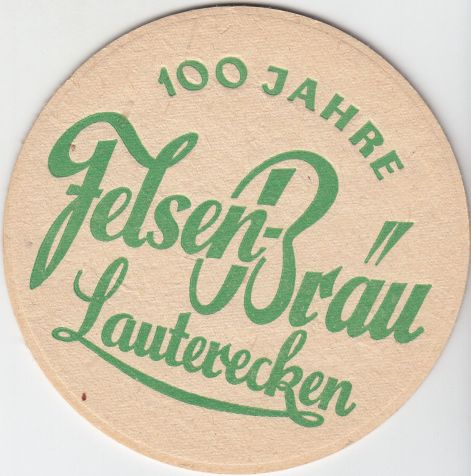 100 JAHRE
Felsen-Bräu
Lauterecken